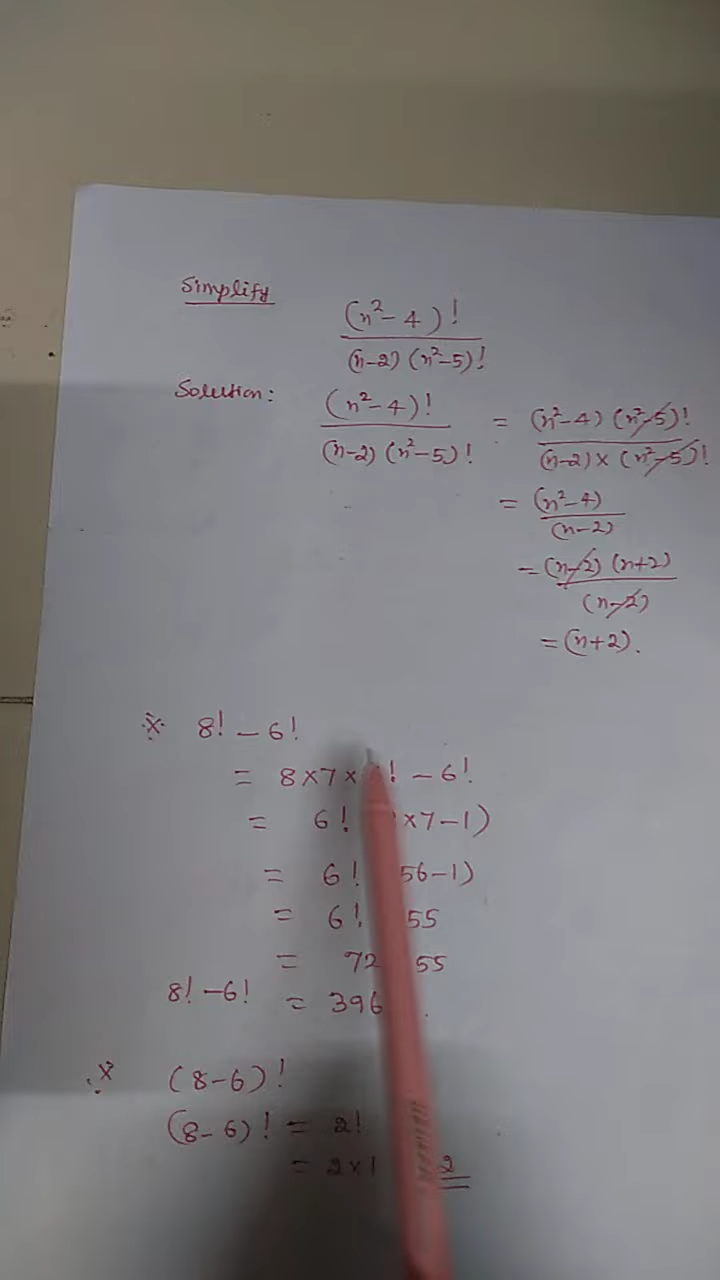 Simplify
(n²-4)!
(n-2) (n²-5)!
Solution: (n²-4)! / (n-2) (n²-5)! = (n²-4) (n²-5)! / (n-2) × (n²-5)!
= (n²-4) / (n-2)
= (n-2) (n+2) / (n-2)
= (n+2).
※ 8! - 6!
= 8×7× ! - 6!
= 6! ×7-1)
= 6! 56-1)
= 6! 55
= 72 55
8! - 6! = 396 .
※ (8-6)!
(8-6)! = 2!
= 2×1 2